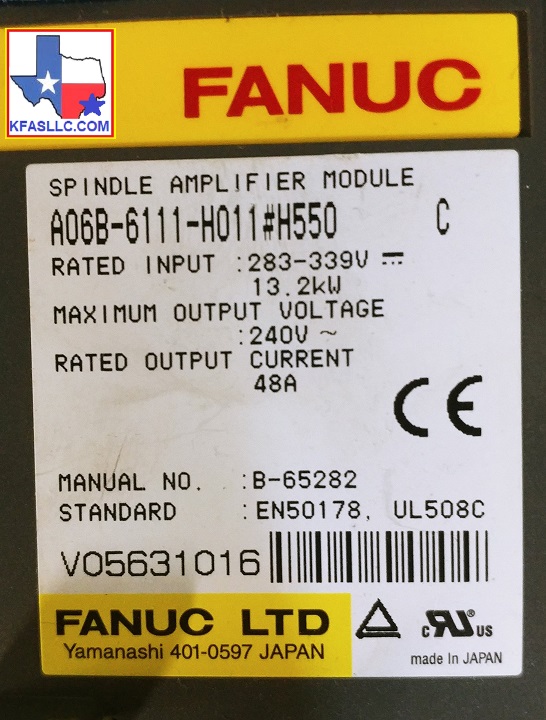 KFASLLC.COM
FANUC
SPINDLE AMPLIFIER MODULE
A06B-6111-H011#H550 C
RATED INPUT :283-339V ⎓
13.2kW
MAXIMUM OUTPUT VOLTAGE
:240V ~
RATED OUTPUT CURRENT
48A
CE
MANUAL NO. :B-65282
STANDARD :EN50178, UL508C
V05631016
FANUC LTD
Yamanashi 401-0597 JAPAN
c RU® US
made in JAPAN